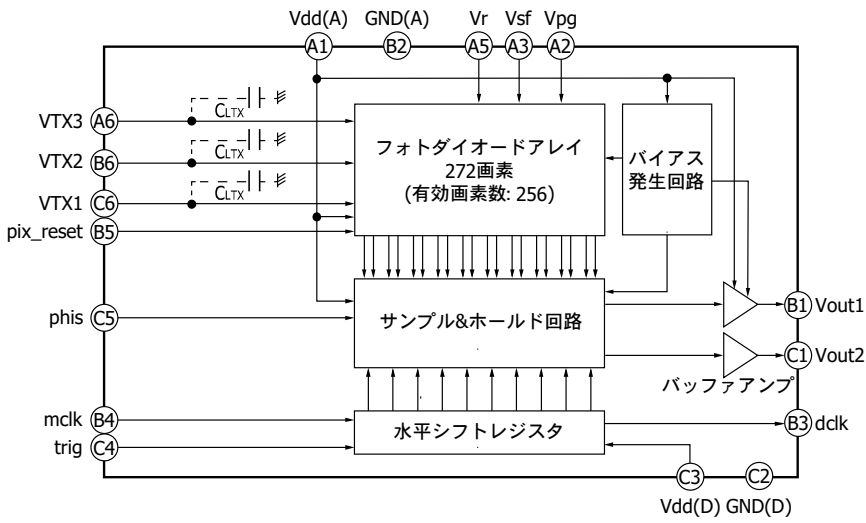 Vdd(A) GND(A) Vr Vsf Vpg
A1 B2 A5 A3 A2
CLTX
VTX3 A6
フォトダイオードアレイ
272画素
(有効画素数: 256)
バイアス
発生回路
CLTX
VTX2 B6
CLTX
VTX1 C6
pix_reset B5
phis C5
サンプル&ホールド回路
B1 Vout1
C1 Vout2
バッファアンプ
mclk B4
水平シフトレジスタ
B3 dclk
trig C4
C3 C2
Vdd(D) GND(D)